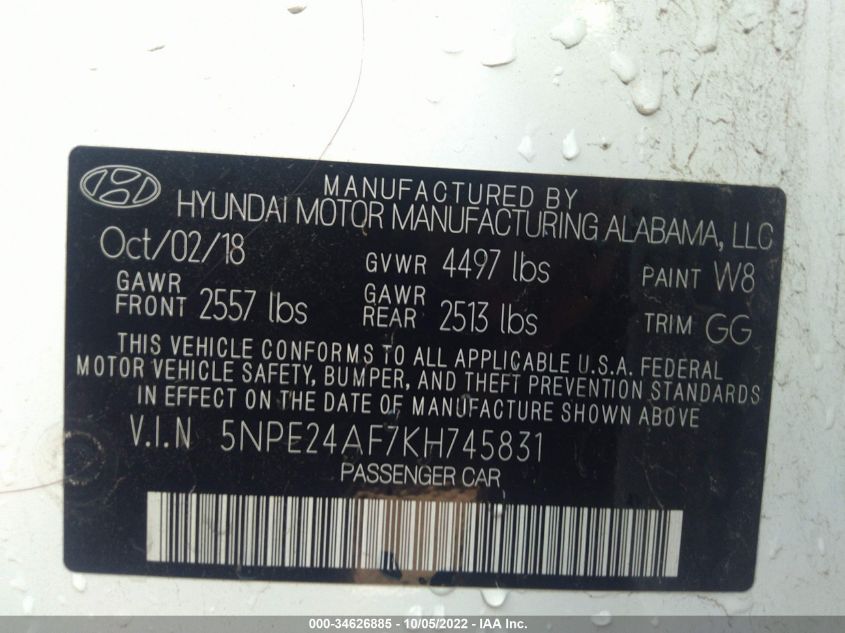 MANUFACTURED BY
HYUNDAI MOTOR MANUFACTURING ALABAMA, LLC
Oct/02/18 GVWR 4497 lbs PAINT W8
GAWR FRONT 2557 lbs GAWR REAR 2513 lbs TRIM GG
THIS VEHICLE CONFORMS TO ALL APPLICABLE U.S.A. FEDERAL
MOTOR VEHICLE SAFETY, BUMPER, AND THEFT PREVENTION STANDARDS
IN EFFECT ON THE DATE OF MANUFACTURE SHOWN ABOVE
V.I.N 5NPE24AF7KH745831
PASSENGER CAR
000-34626885 - 10/05/2022 - IAA Inc.